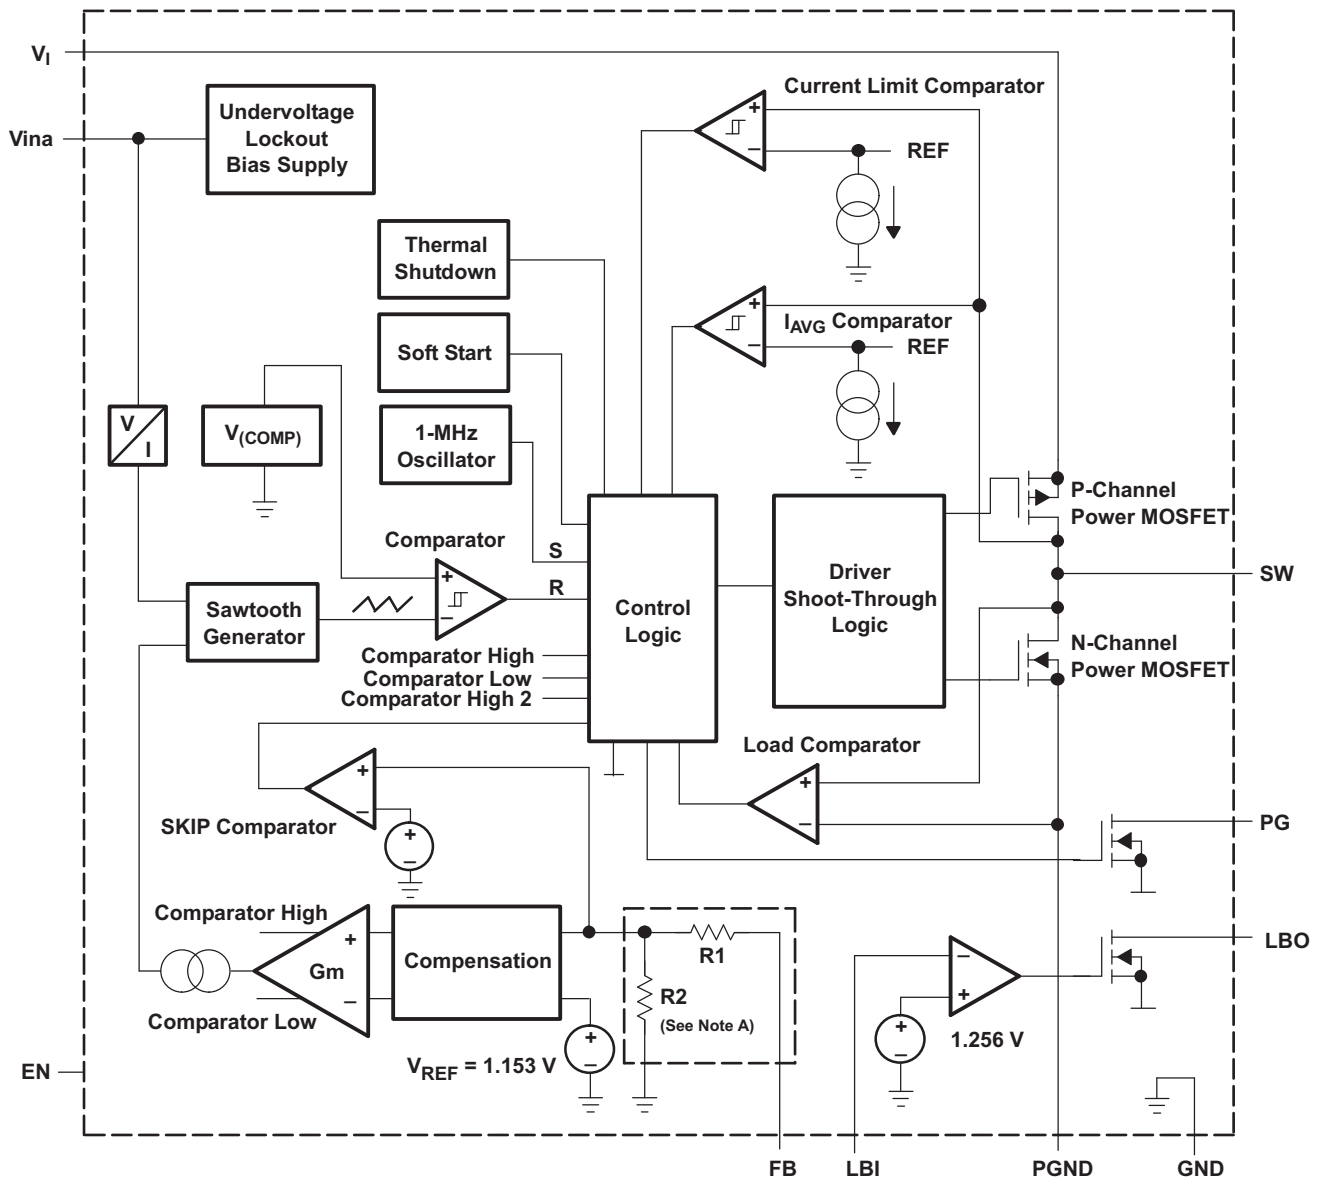 VI
Vina
Undervoltage
Lockout
Bias Supply
Current Limit Comparator
+
−
REF
Thermal
Shutdown
IAVG Comparator
+
−
REF
Soft Start
V
I
V(COMP)
1-MHz
Oscillator
P-Channel
Power MOSFET
Comparator
+
−
S
R
SW
Sawtooth
Generator
Control
Logic
Driver
Shoot-Through
Logic
N-Channel
Power MOSFET
Comparator High
Comparator Low
Comparator High 2
Load Comparator
+
−
SKIP Comparator
+
−
+
−
PG
Comparator High
+
Gm
−
Comparator Low
Compensation
R1
R2
(See Note A)
VREF = 1.153 V
+
−
−
+
+
−
1.256 V
LBO
EN
FB
LBI
PGND
GND